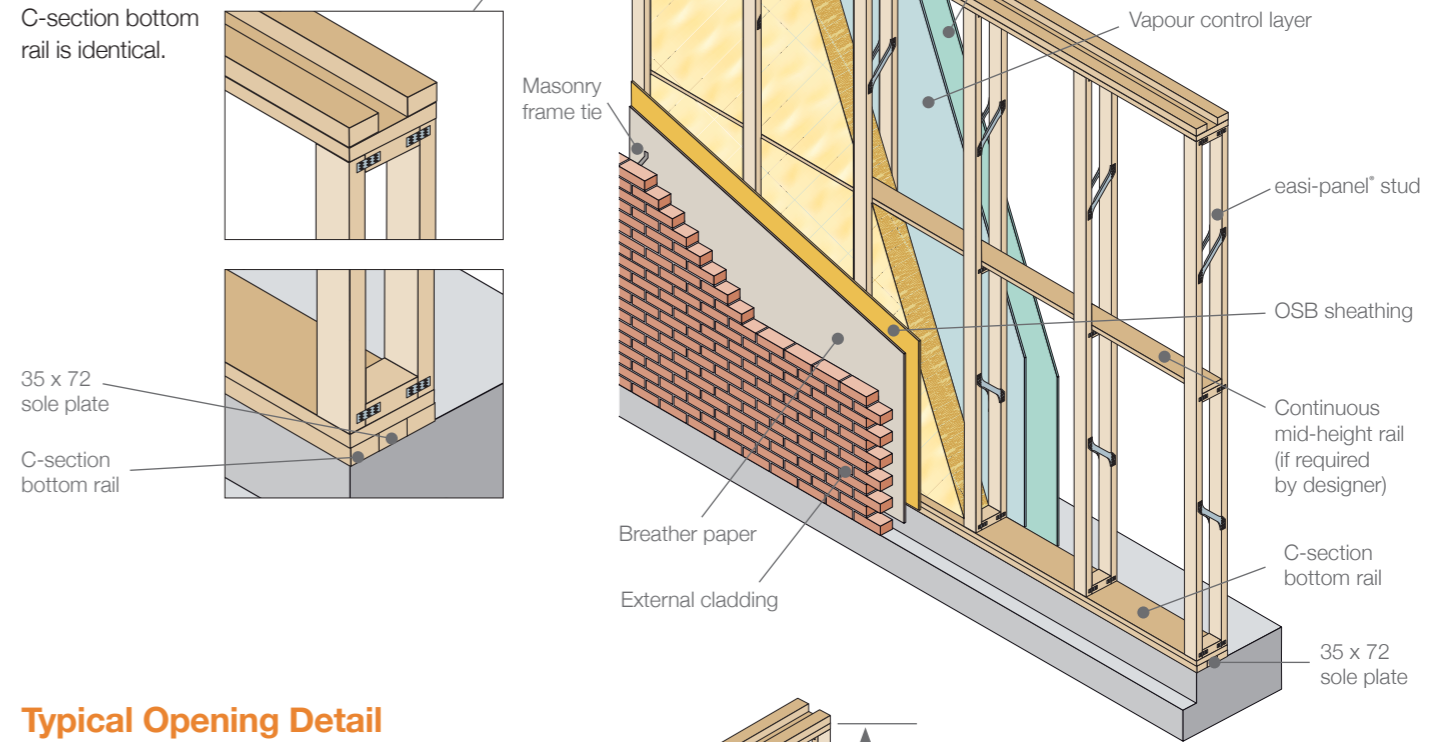 C-section bottom
rail is identical.
35 x 72
sole plate
C-section
bottom rail
Masonry
frame tie
Vapour control layer
easi-panel® stud
OSB sheathing
Continuous
mid-height rail
(if required
by designer)
Breather paper
External cladding
C-section
bottom rail
35 x 72
sole plate
Typical Opening Detail